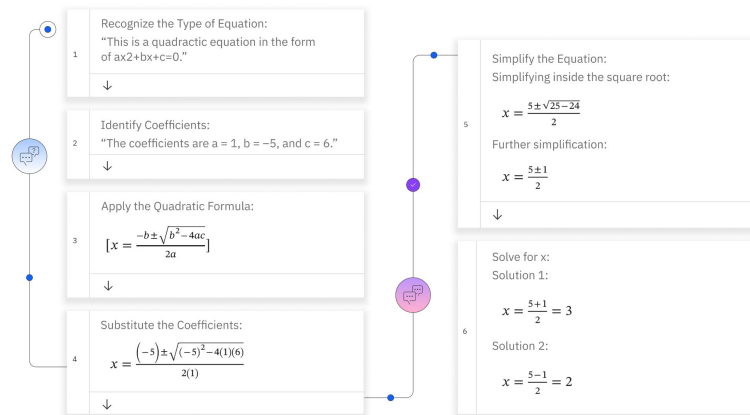 1
Recognize the Type of Equation:
“This is a quadractic equation in the form
of ax2+bx+c=0.”
2
Identify Coefficients:
“The coefficients are a = 1, b = −5, and c = 6.”
3
Apply the Quadratic Formula:
[x = (−b ± √(b² − 4ac)) / 2a]
4
Substitute the Coefficients:
x = ((−5) ± √((−5)² − 4(1)(6))) / 2(1)
5
Simplify the Equation:
Simplifying inside the square root:
x = (5 ± √(25 − 24)) / 2
Further simplification:
x = (5 ± 1) / 2
6
Solve for x:
Solution 1:
x = (5+1) / 2 = 3
Solution 2:
x = (5−1) / 2 = 2